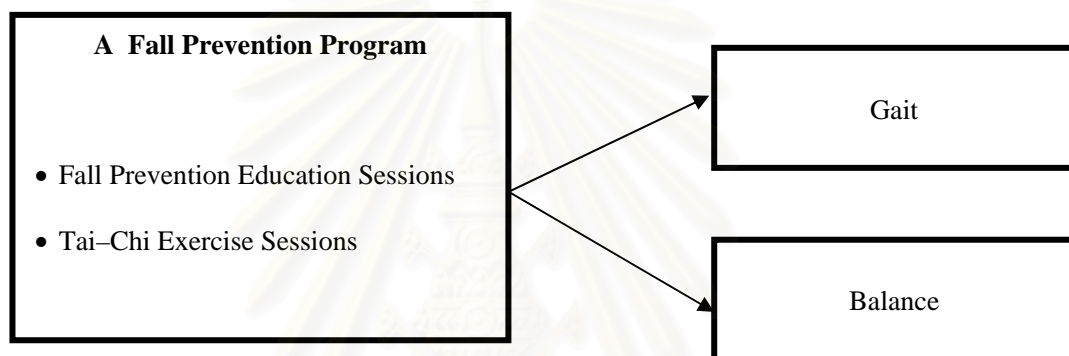 A Fall Prevention Program
• Fall Prevention Education Sessions
• Tai–Chi Exercise Sessions
Gait
Balance